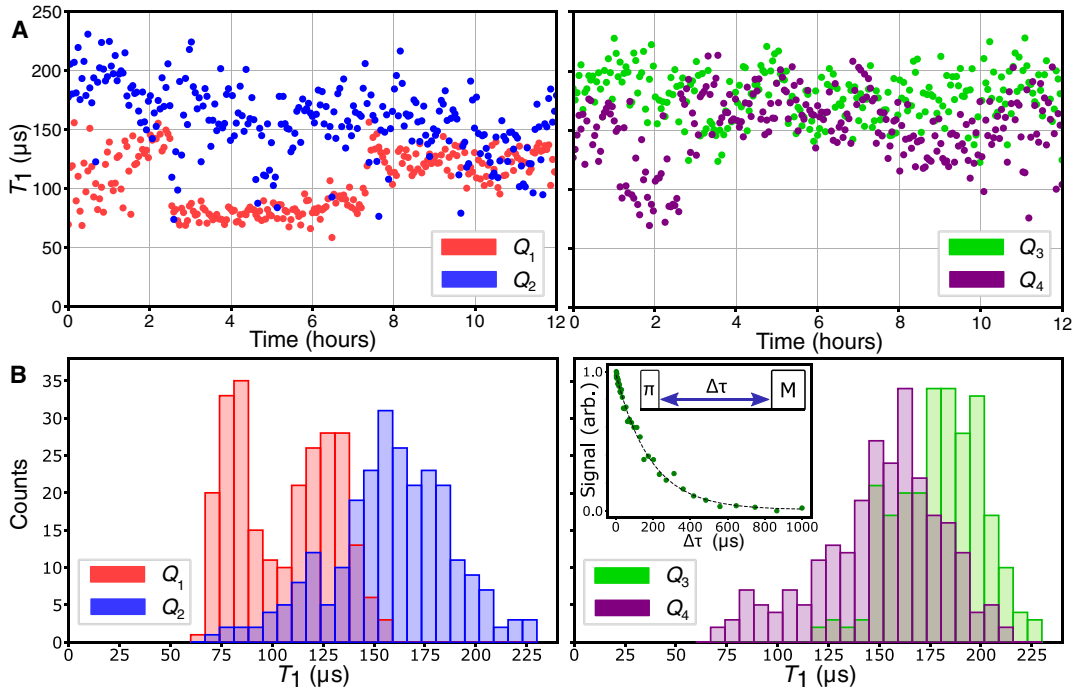 A
250
200
150
100
50
0
T1 (μs)
Q1
Q2
0 2 4 6 8 10 12
Time (hours)
Q3
Q4
0 2 4 6 8 10 12
Time (hours)
B
35
30
25
20
15
10
5
0
Counts
Q1
Q2
0 25 50 75 100 125 150 175 200 225
T1 (μs)
1.0
0.0
Signal (arb.)
π Δτ M
0 200 400 600 800 1000
Δτ (μs)
Q3
Q4
0 25 50 75 100 125 150 175 200 225
T1 (μs)